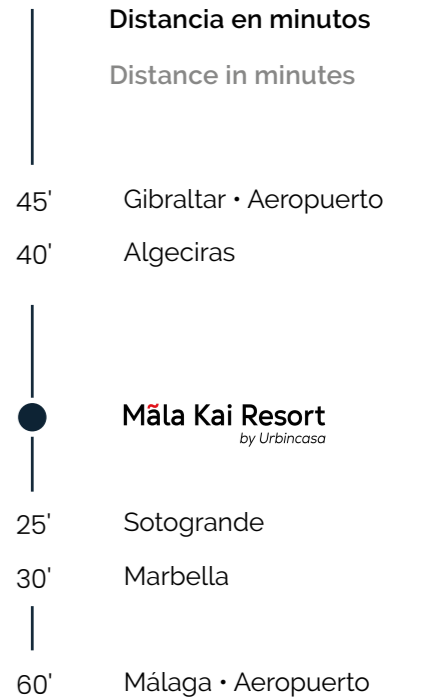 Distancia en minutos
Distance in minutes
45' Gibraltar • Aeropuerto
40' Algeciras
Mãla Kai Resort
by Urbincasa
25' Sotogrande
30' Marbella
60' Málaga • Aeropuerto